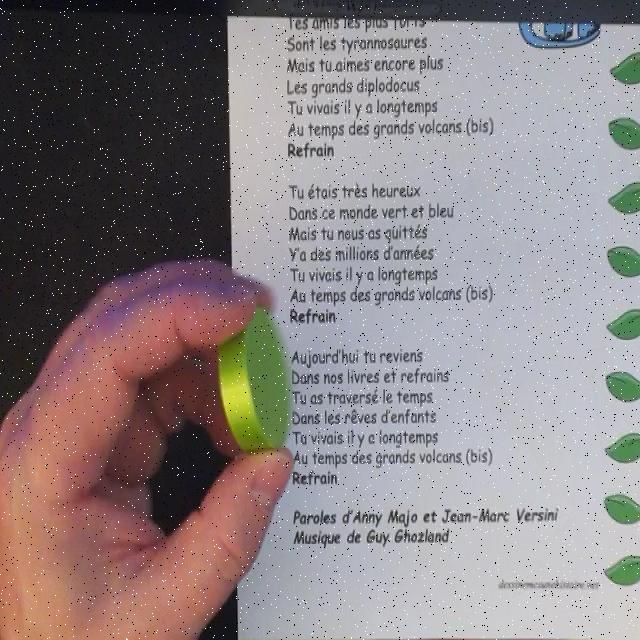 Tes amis les plus forts
Sont les tyrannosaures
Mais tu aimes encore plus
Les grands diplodocus
Tu vivais il y a longtemps
Au temps des grands volcans (bis)
Refrain
Tu étais très heureux
Dans ce monde vert et bleu
Mais tu nous as quittés
Y'a des millions d'années
Tu vivais il y a longtemps
Au temps des grands volcans (bis)
Refrain
Aujourd'hui tu reviens
Dans nos livres et refrains
Tu as traversé le temps
Dans les rêves d'enfants
Tu vivais il y a longtemps
Au temps des grands volcans (bis)
Refrain
Paroles d'Anny Majo et Jean-Marc Versini
Musique de Guy Ghozland